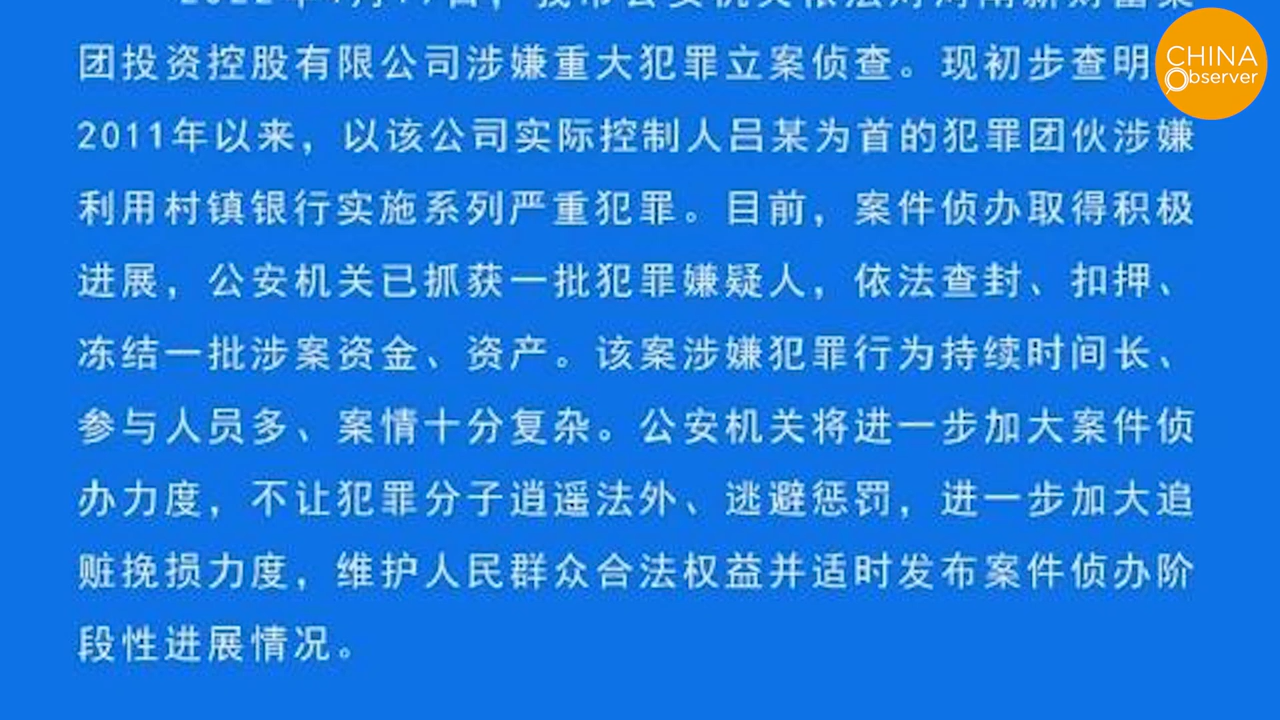 团投资控股有限公司涉嫌重大犯罪立案侦查。现初步查明
2011年以来，以该公司实际控制人吕某为首的犯罪团伙涉嫌
利用村镇银行实施系列严重犯罪。目前，案件侦办取得积极
进展，公安机关已抓获一批犯罪嫌疑人，依法查封、扣押、
冻结一批涉案资金、资产。该案涉嫌犯罪行为持续时间长、
参与人员多、案情十分复杂。公安机关将进一步加大案件侦
办力度，不让犯罪分子逍遥法外、逃避惩罚，进一步加大追
赃挽损力度，维护人民群众合法权益并适时发布案件侦办阶
段性进展情况。
CHINA
Observer